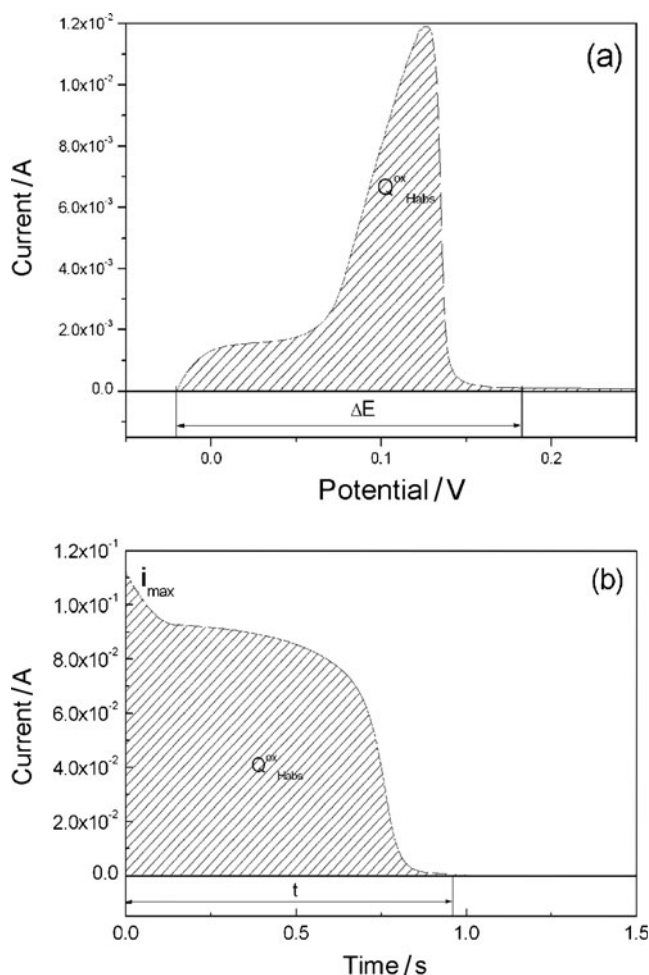 (a)
Current / A
1.2x10⁻²
1.0x10⁻²
8.0x10⁻³
6.0x10⁻³
4.0x10⁻³
2.0x10⁻³
0.0
Q^ox_Habs
ΔE
0.0 0.1 0.2
Potential / V
(b)
Current / A
1.2x10⁻¹
1.0x10⁻¹
8.0x10⁻²
6.0x10⁻²
4.0x10⁻²
2.0x10⁻²
0.0
i_max
Q^ox_Habs
t
0.0 0.5 1.0 1.5
Time / s